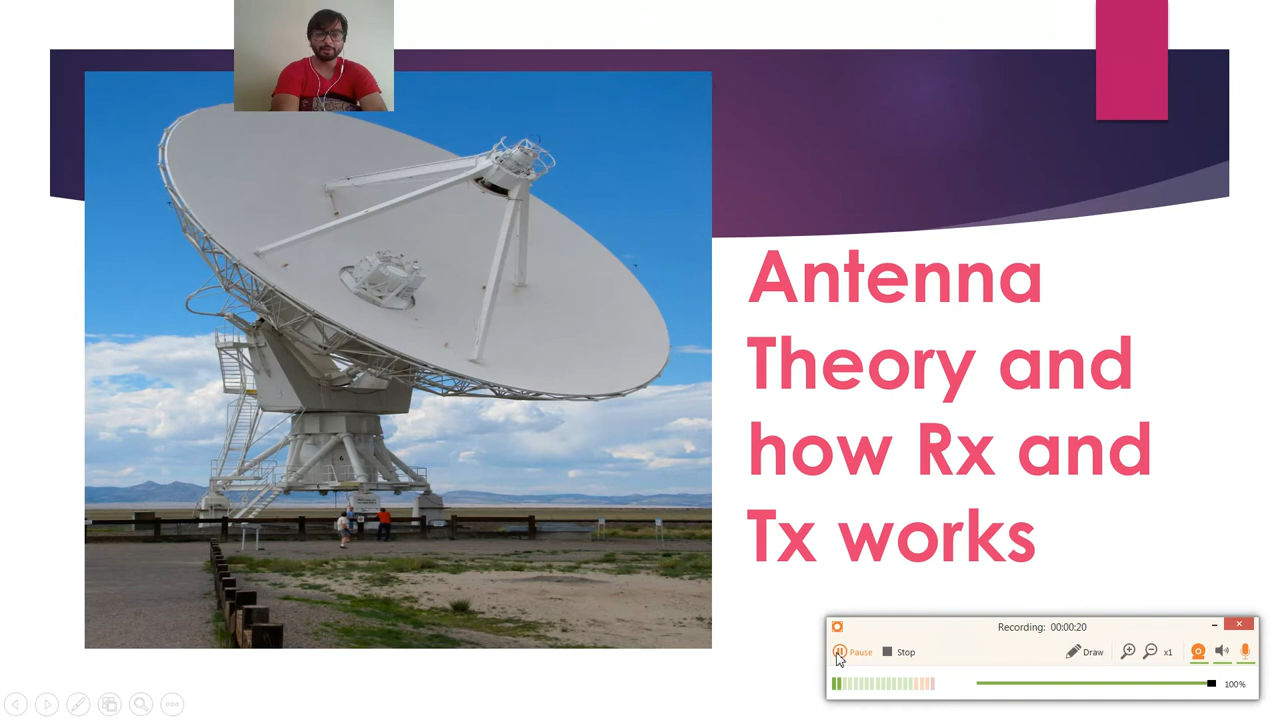 Antenna
Theory and
how Rx and
Tx works
Recording: 00:00:20
Pause
Stop
Draw
x1
100%